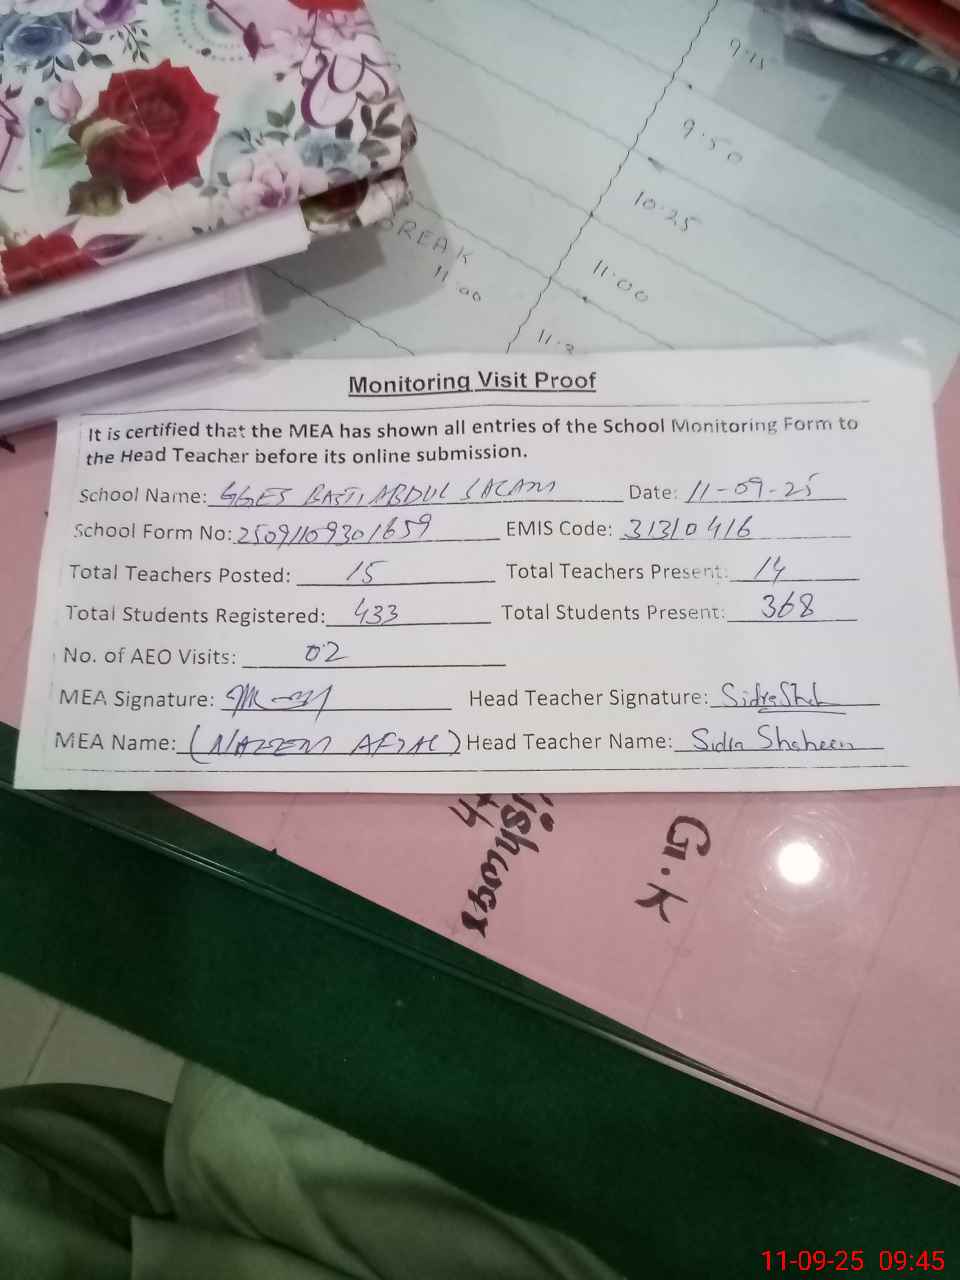 9.15
9.50
10.25
BREAK
11.00
11.00
Monitoring Visit Proof
It is certified that the MEA has shown all entries of the School Monitoring Form to
the Head Teacher before its online submission.
School Name: GGES BASTI ABDUL SALAM Date: 11-09-25
School Form No: 25091109301659 EMIS Code: 31310416
Total Teachers Posted: 15 Total Teachers Present: 14
Total Students Registered: 433 Total Students Present: 368
No. of AEO Visits: 02
MEA Signature: Head Teacher Signature:
MEA Name: (NAEEM AFZAL) Head Teacher Name: Sidra Shaheen
G.K
11-09-25 09:45